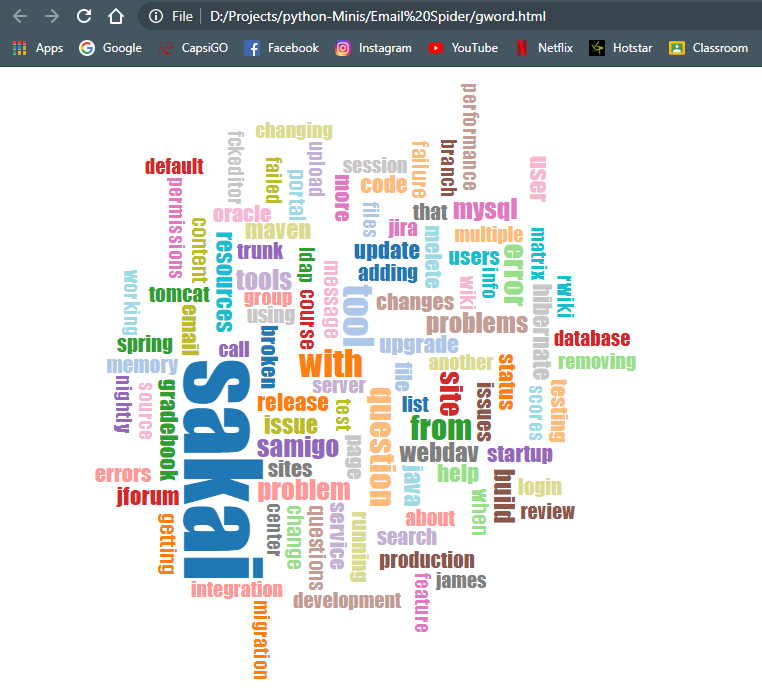 File | D:/Projects/python-Minis/Email%20Spider/gword.html
Apps Google CapsiGO Facebook Instagram YouTube Netflix Hotstar Classroom
performance
changing
fckeditor
upload
branch
failure
default
failed
session
user
portal
code
more
permissions
oracle
files
that
mysql
content
maven
jira
melete
multiple
resources
trunk
ldap
update
users
info
error
matrix
message
adding
wiki
rwiki
working
tools
tomcat
group
course
tool
changes
hibernate
email
using
problems
spring
broken
database
call
upgrade
memory
with
another
removing
sakai
server
file
status
nightly
source
gradebook
release
test
question
list
site
issues
scores
testing
issue
from
samigo
page
webdav
startup
errors
sites
java
help
problem
build
login
jforum
when
center
change
questions
service
running
about
review
getting
search
production
integration
feature
james
development
migration